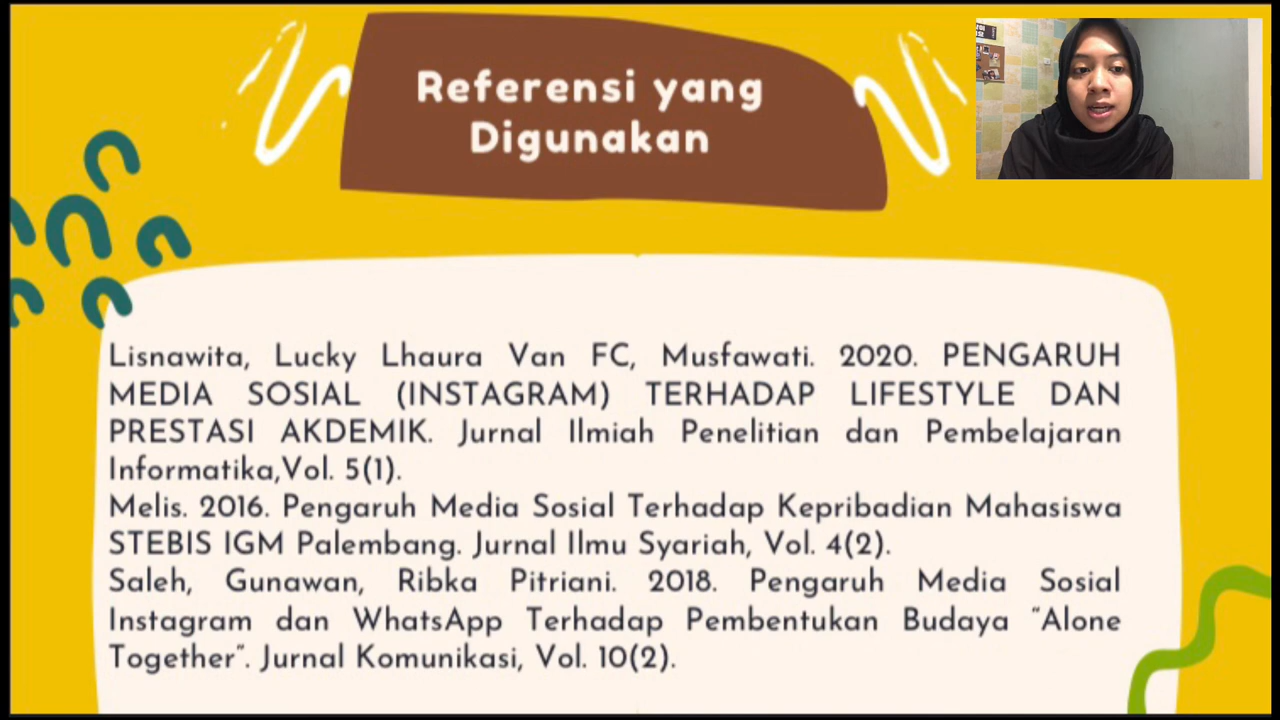 Referensi yang
Digunakan
Lisnawita, Lucky Lhaura Van FC, Musfawati. 2020. PENGARUH
MEDIA SOSIAL (INSTAGRAM) TERHADAP LIFESTYLE DAN
PRESTASI AKDEMIK. Jurnal Ilmiah Penelitian dan Pembelajaran
Informatika,Vol. 5(1).
Melis. 2016. Pengaruh Media Sosial Terhadap Kepribadian Mahasiswa
STEBIS IGM Palembang. Jurnal Ilmu Syariah, Vol. 4(2).
Saleh, Gunawan, Ribka Pitriani. 2018. Pengaruh Media Sosial
Instagram dan WhatsApp Terhadap Pembentukan Budaya "Alone
Together". Jurnal Komunikasi, Vol. 10(2).